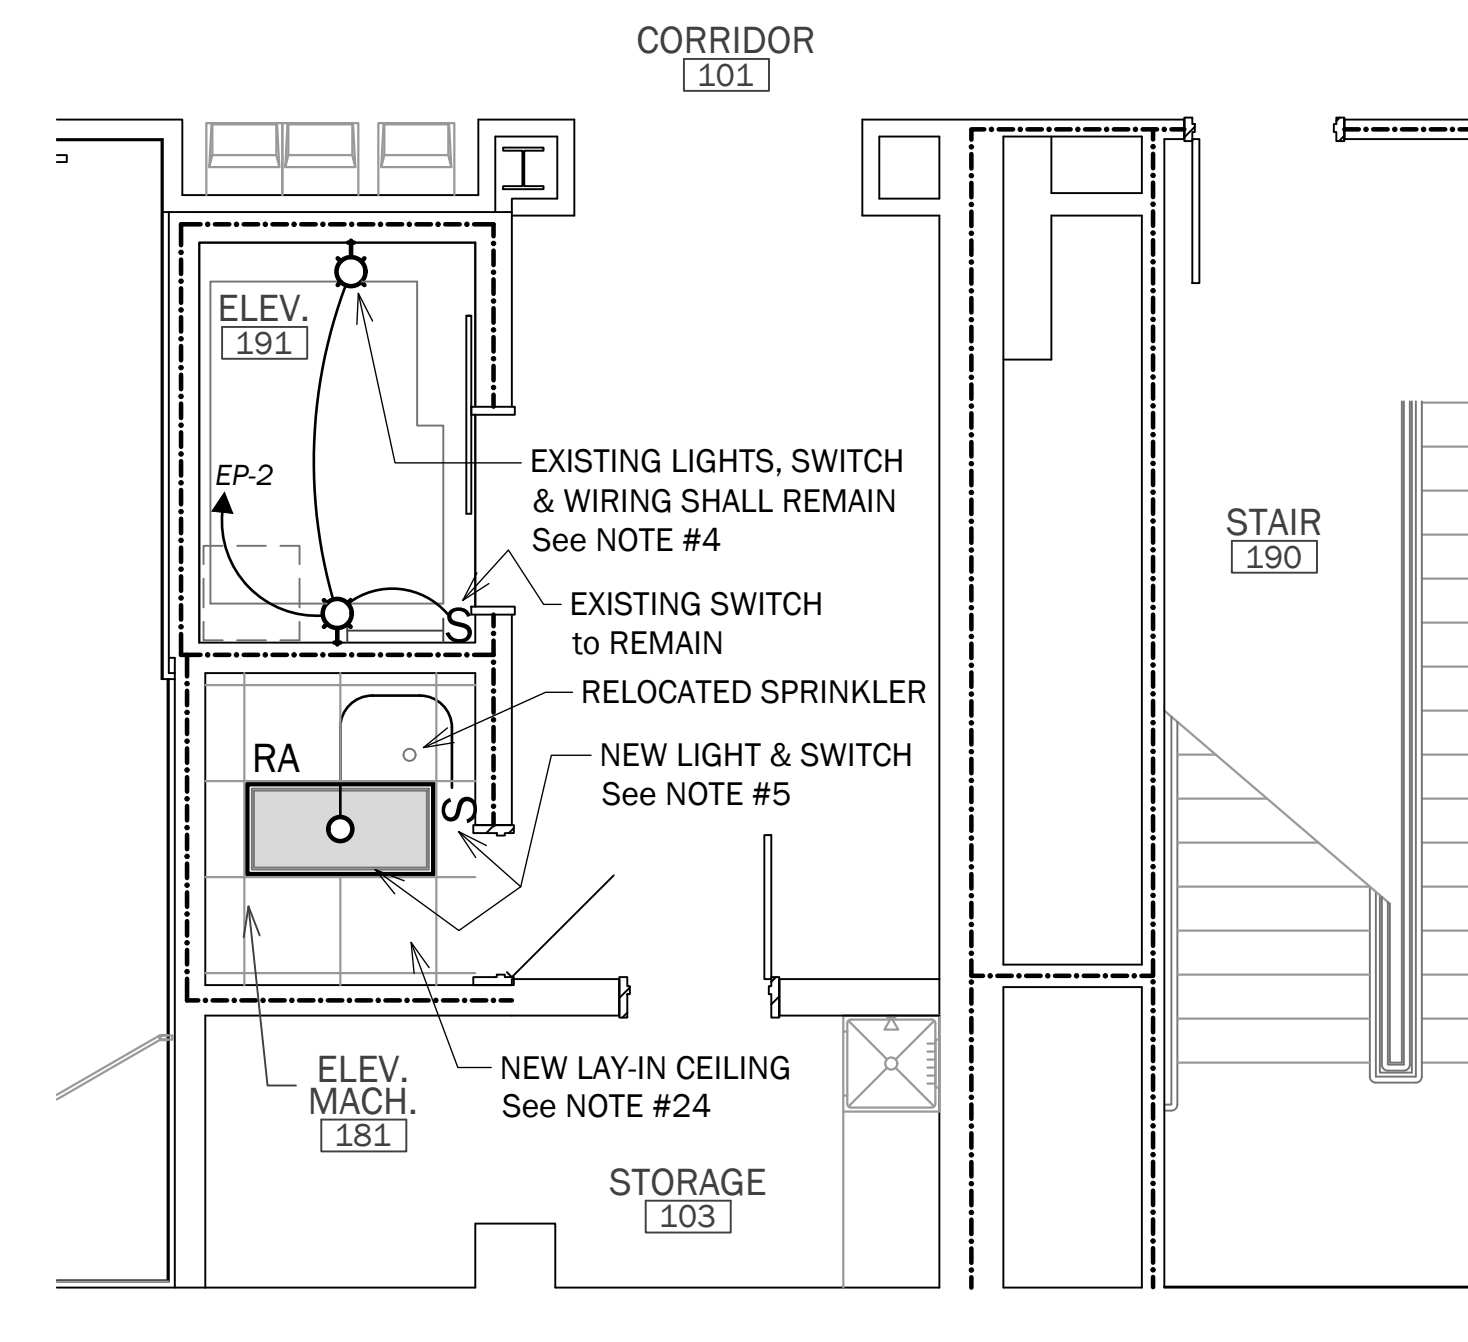 CORRIDOR
101
ELEV.
191
EP-2
EXISTING LIGHTS, SWITCH
& WIRING SHALL REMAIN
See NOTE #4
STAIR
190
S
EXISTING SWITCH
to REMAIN
RELOCATED SPRINKLER
RA
NEW LIGHT & SWITCH
See NOTE #5
S
ELEV.
MACH.
181
NEW LAY-IN CEILING
See NOTE #24
STORAGE
103